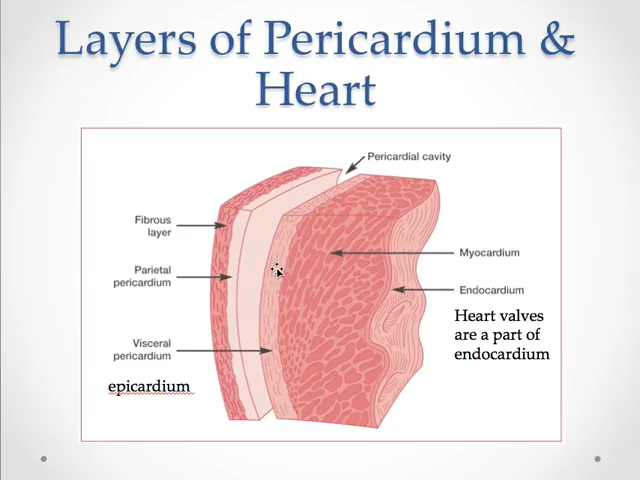 Layers of Pericardium &
Heart
Pericardial cavity
Fibrous
layer
Parietal
pericardium
Visceral
pericardium
epicardium
Myocardium
Endocardium
Heart valves
are a part of
endocardium